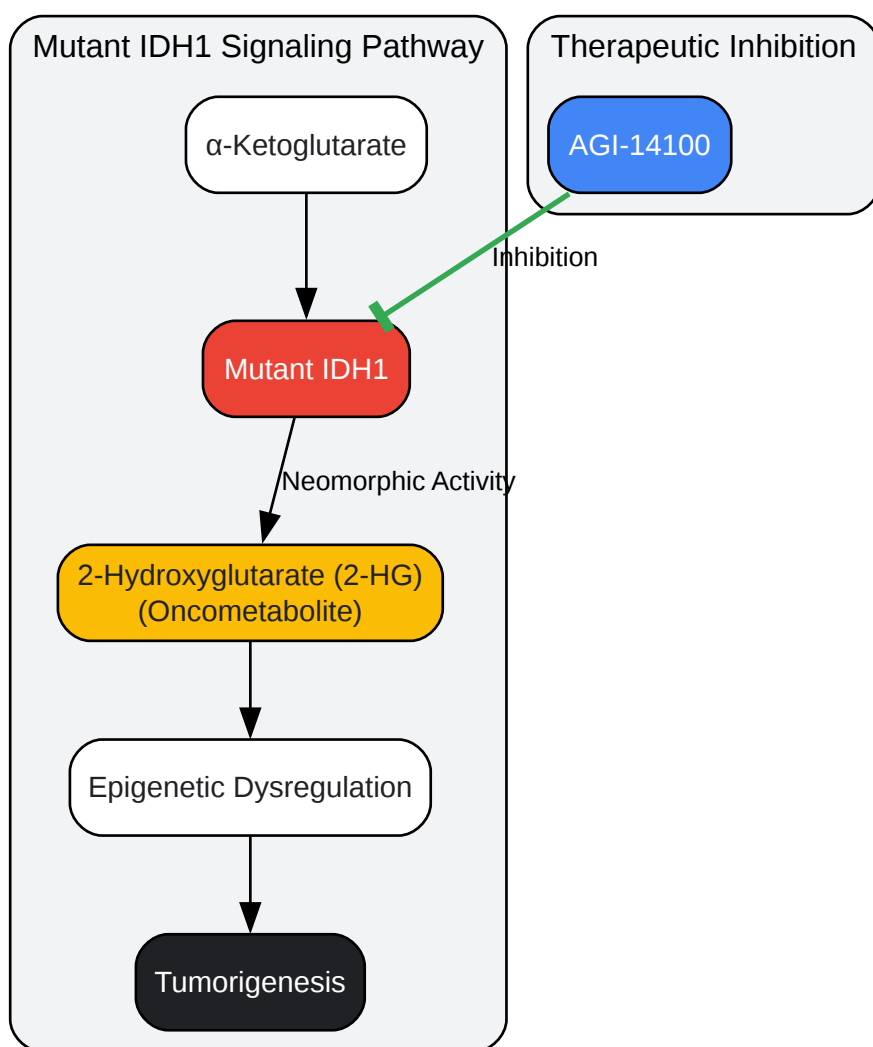 Mutant IDH1 Signaling Pathway
Therapeutic Inhibition
α-Ketoglutarate
AGI-14100
Inhibition
Mutant IDH1
Neomorphic Activity
2-Hydroxyglutarate (2-HG)
(Oncometabolite)
Epigenetic Dysregulation
Tumorigenesis